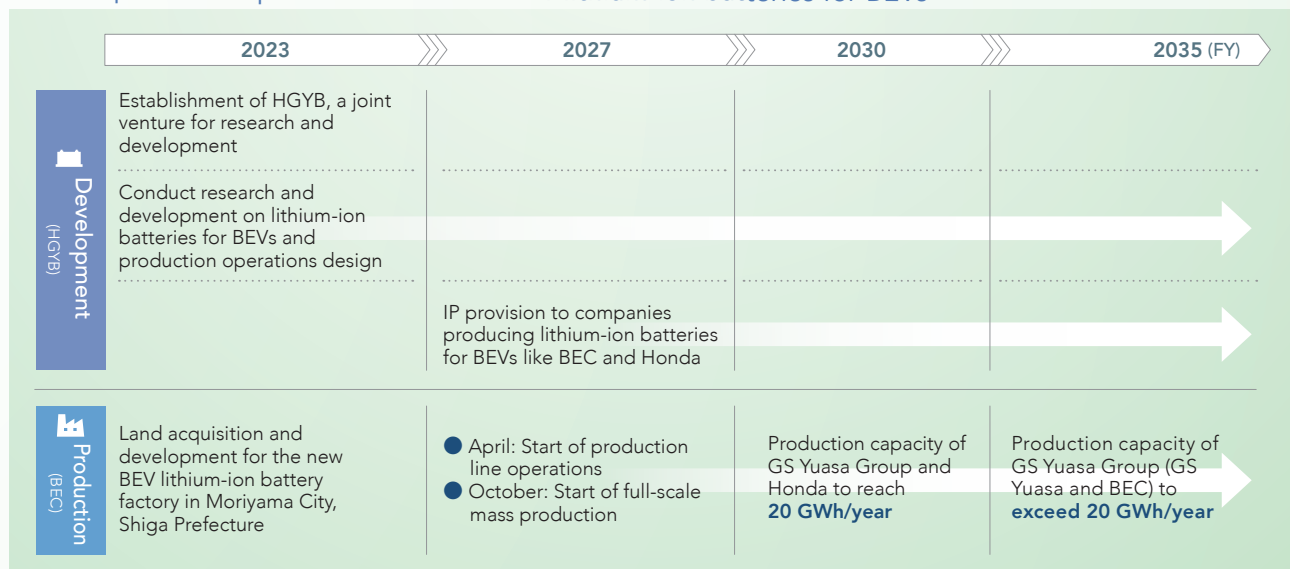 batteries for BEVs
2023
2027
2030
2035 (FY)
Development
(HGYB)
Establishment of HGYB, a joint
venture for research and
development
Conduct research and
development on lithium-ion
batteries for BEVs and
production operations design
IP provision to companies
producing lithium-ion batteries
for BEVs like BEC and Honda
Production
(BEC)
Land acquisition and
development for the new
BEV lithium-ion battery
factory in Moriyama City,
Shiga Prefecture
● April: Start of production
line operations
● October: Start of full-scale
mass production
Production capacity of
GS Yuasa Group and
Honda to reach
20 GWh/year
Production capacity of
GS Yuasa Group (GS
Yuasa and BEC) to
exceed 20 GWh/year